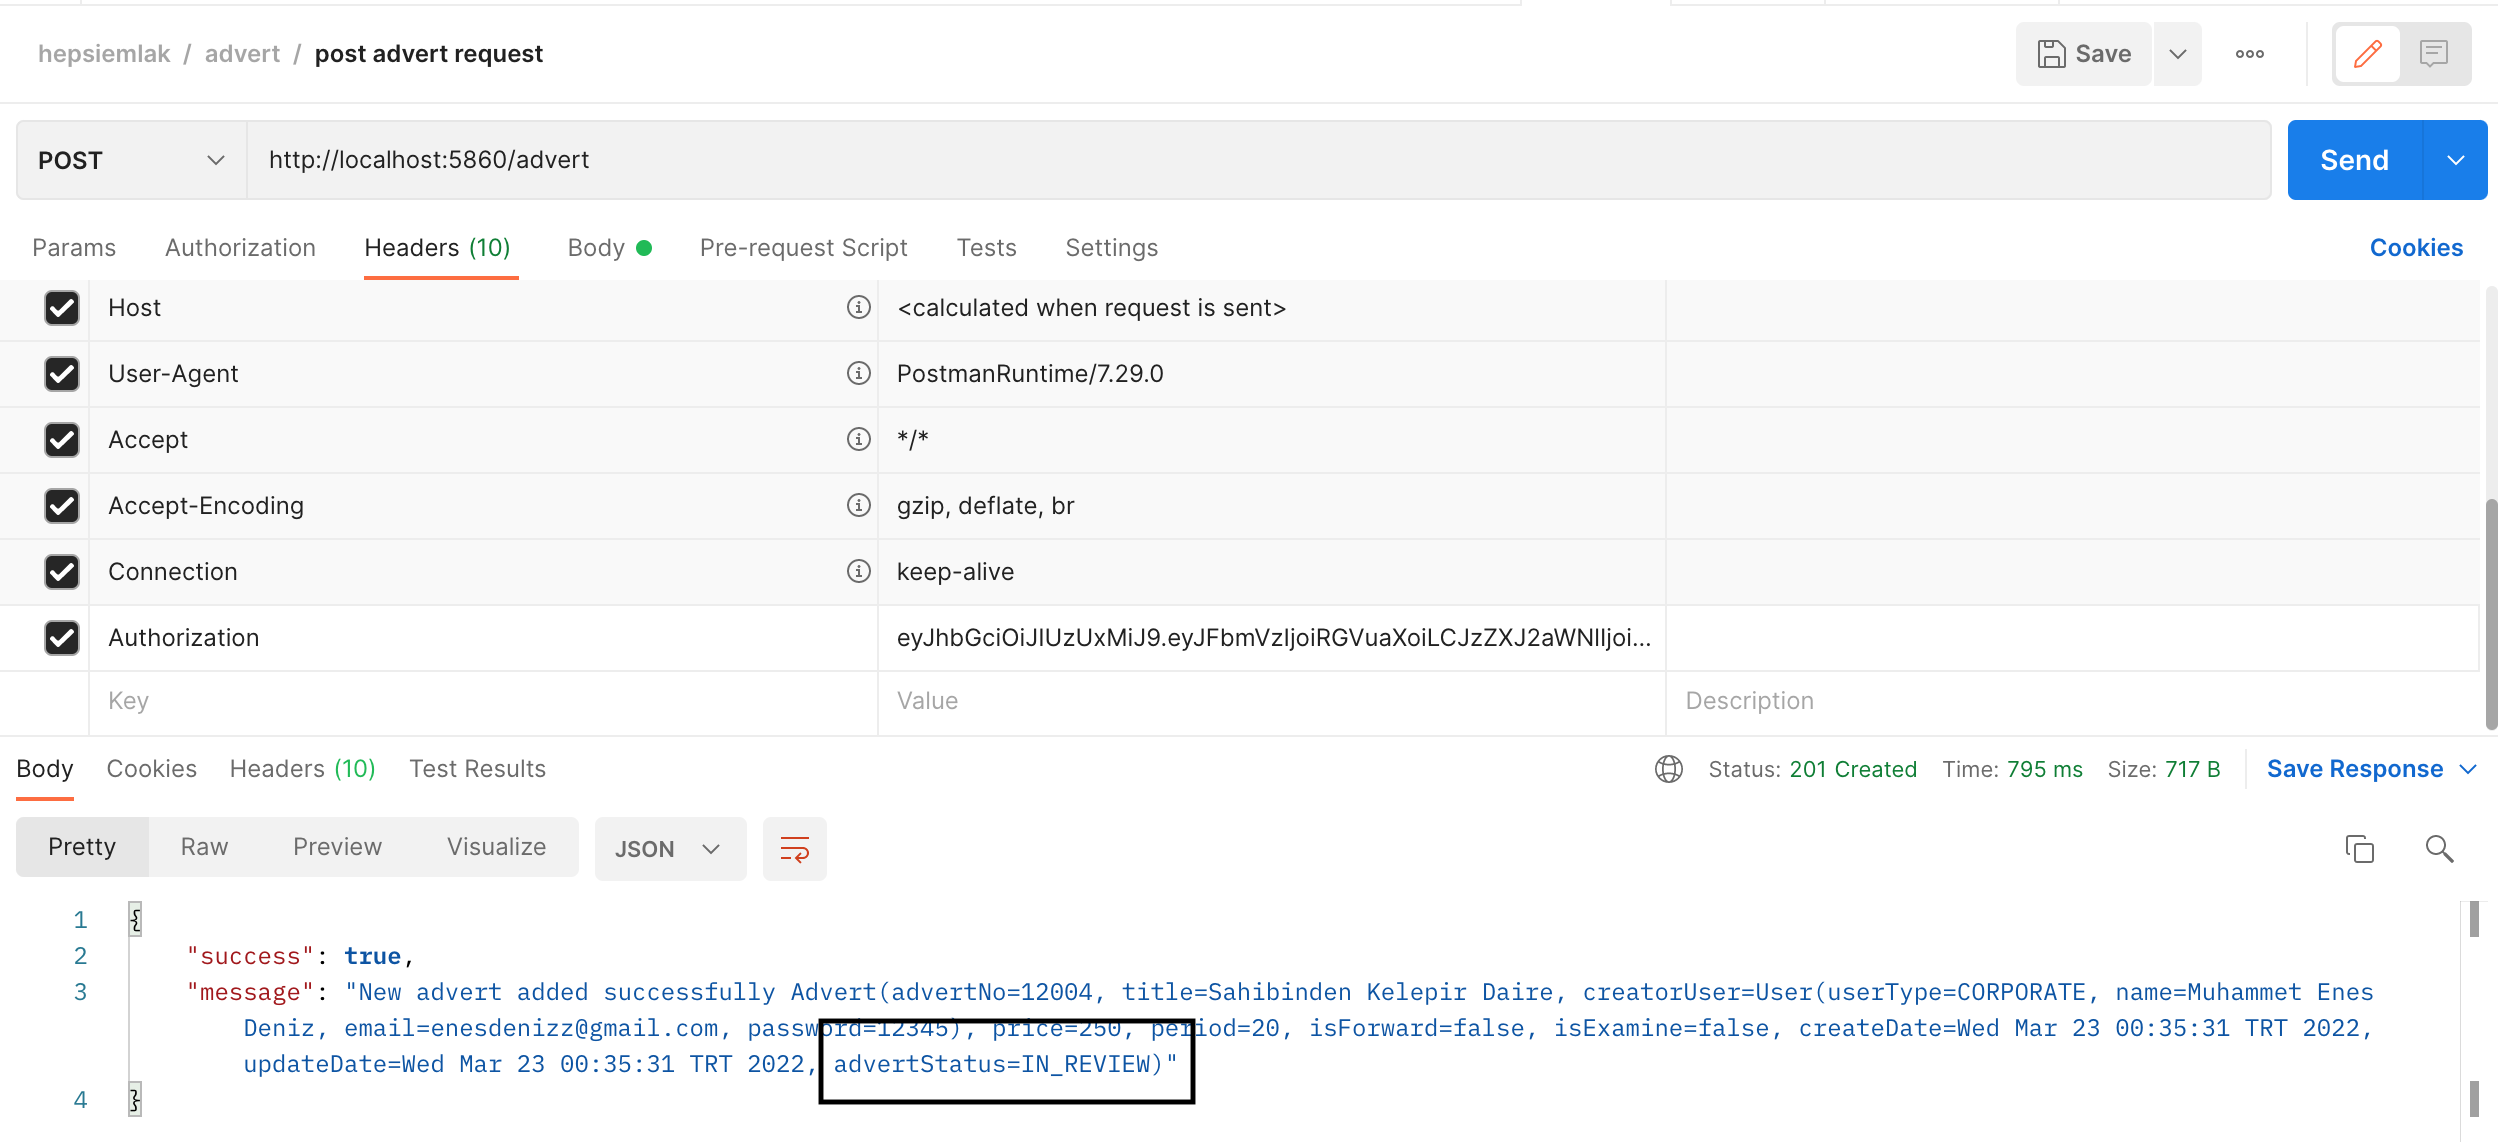 hepsiemlak / advert / post advert request
Save
POST
http://localhost:5860/advert
Send
Params Authorization Headers (10) Body Pre-request Script Tests Settings Cookies
Host <calculated when request is sent>
User-Agent PostmanRuntime/7.29.0
Accept */*
Accept-Encoding gzip, deflate, br
Connection keep-alive
Authorization eyJhbGciOiJIUzUxMiJ9.eyJFbmVzIjoiRGVuaXoiLCJzZXJ2aWNlIjoi...
Key Value Description
Body Cookies Headers (10) Test Results Status: 201 Created Time: 795 ms Size: 717 B Save Response
Pretty Raw Preview Visualize JSON
1 {
2 "success": true,
3 "message": "New advert added successfully Advert(advertNo=12004, title=Sahibinden Kelepir Daire, creatorUser=User(userType=CORPORATE, name=Muhammet Enes
Deniz, email=enesdenizz@gmail.com, password=12345), price=250, period=20, isForward=false, isExamine=false, createDate=Wed Mar 23 00:35:31 TRT 2022,
updateDate=Wed Mar 23 00:35:31 TRT 2022, advertStatus=IN_REVIEW)"
4 }